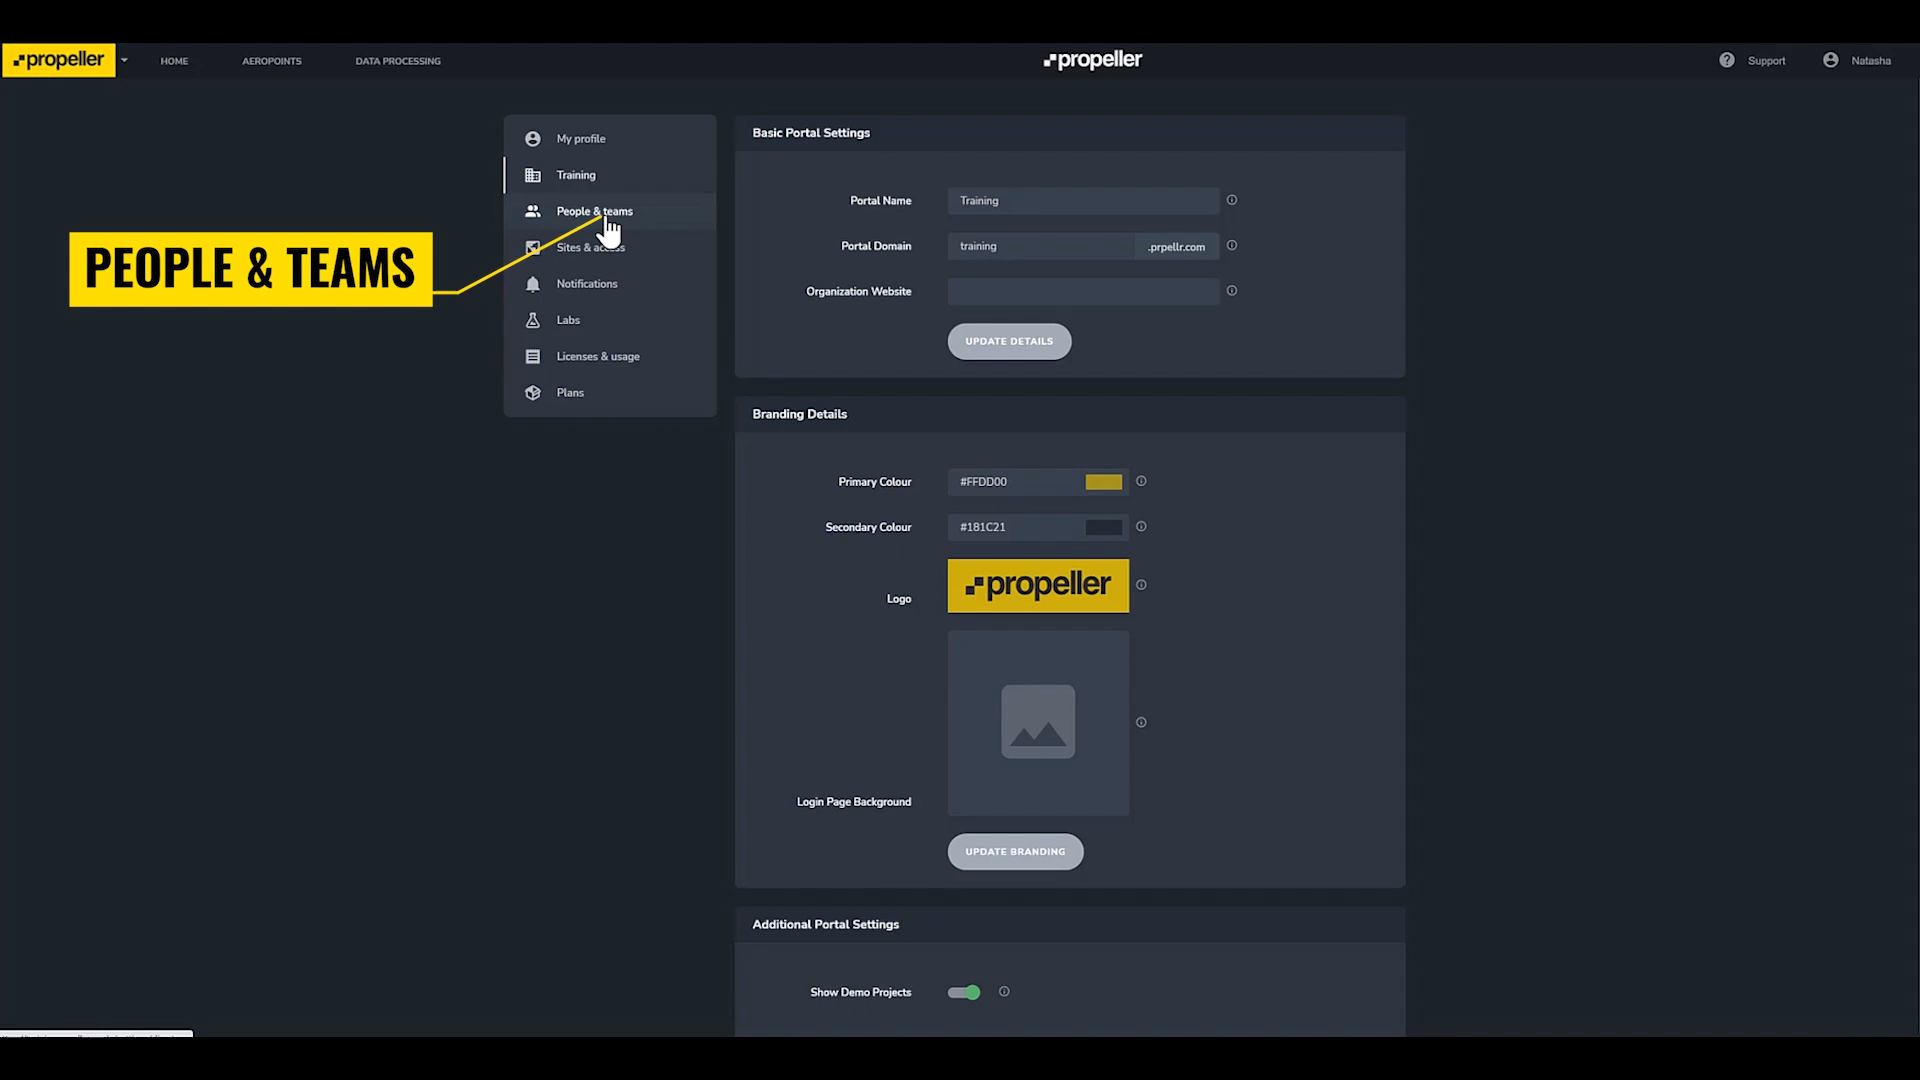 propeller
HOME
AEROPOINTS
DATA PROCESSING
propeller
Support
Natasha
My profile
Training
People & teams
Sites & access
Notifications
Labs
Licenses & usage
Plans
PEOPLE & TEAMS
Basic Portal Settings
Portal Name
Training
Portal Domain
training
.prpellr.com
Organization Website
UPDATE DETAILS
Branding Details
Primary Colour
#FFDD00
Secondary Colour
#181C21
Logo
propeller
Login Page Background
UPDATE BRANDING
Additional Portal Settings
Show Demo Projects